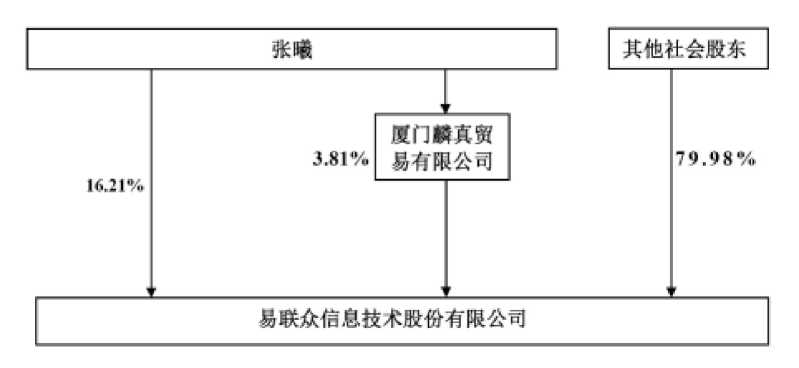 张曦
其他社会股东
厦门麟真贸
易有限公司
3.81%
79.98%
16.21%
易联众信息技术股份有限公司